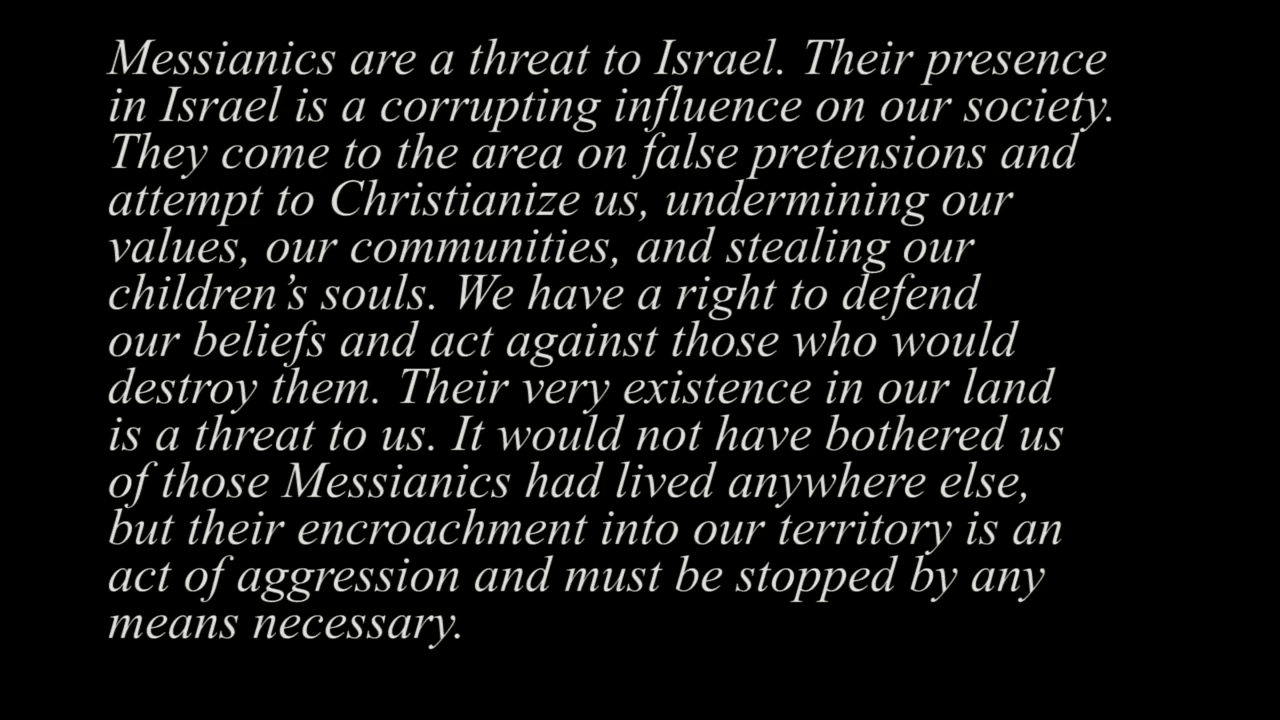 Messianics are a threat to Israel. Their presence
in Israel is a corrupting influence on our society.
They come to the area on false pretensions and
attempt to Christianize us, undermining our
values, our communities, and stealing our
children’s souls. We have a right to defend
our beliefs and act against those who would
destroy them. Their very existence in our land
is a threat to us. It would not have bothered us
of those Messianics had lived anywhere else,
but their encroachment into our territory is an
act of aggression and must be stopped by any
means necessary.